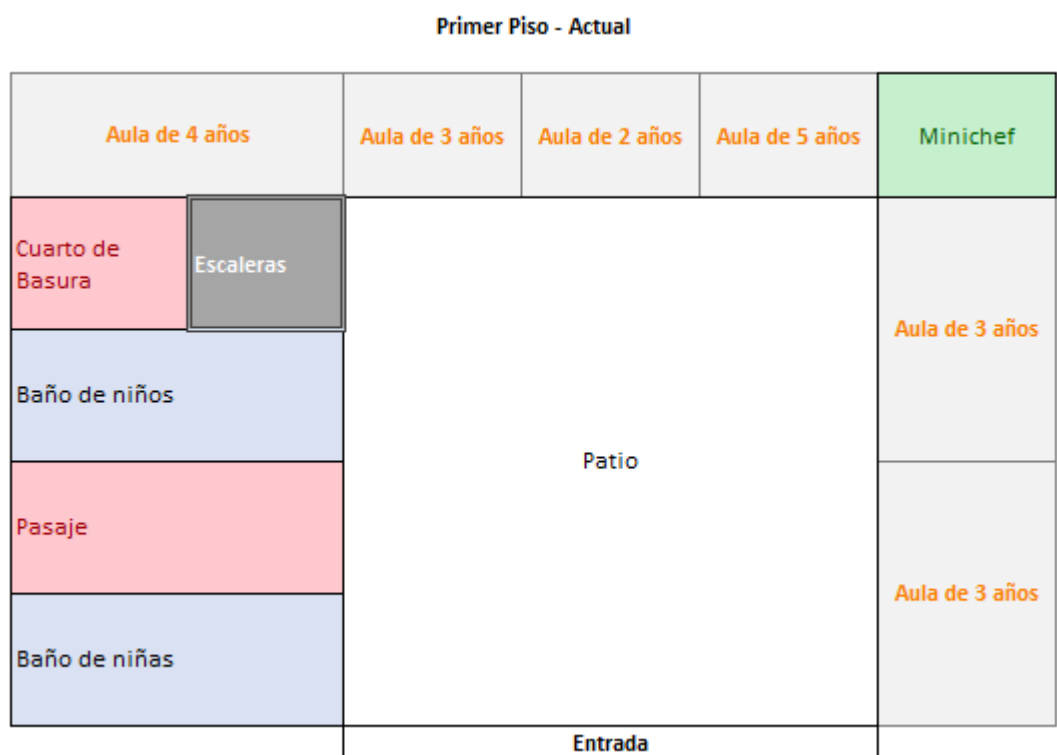 Primer Piso - Actual
Aula de 4 años
Aula de 3 años
Aula de 2 años
Aula de 5 años
Minichef
Cuarto de
Basura
Escaleras
Aula de 3 años
Baño de niños
Patio
Pasaje
Aula de 3 años
Baño de niñas
Entrada